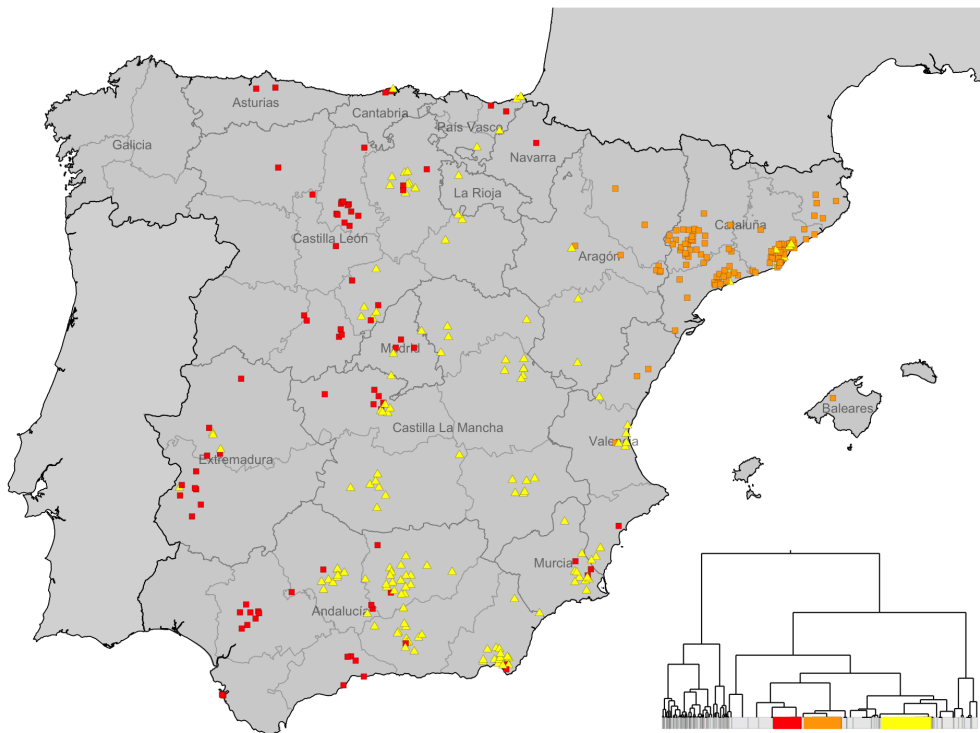 Asturias
Cantabria
País Vasco
Galicia
Navarra
La Rioja
Cataluña
Castilla León
Aragón
Madrid
Baleares
Castilla La Mancha
Valencia
Extremadura
Murcia
Andalucía